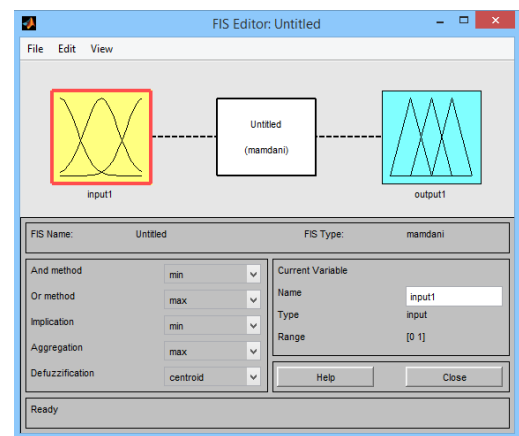 FIS Editor: Untitled
File Edit View
Untitled
(mamdani)
input1
output1
FIS Name: Untitled FIS Type: mamdani
And method min
Or method max
Implication min
Aggregation max
Defuzzification centroid
Current Variable
Name input1
Type input
Range [0 1]
Help Close
Ready